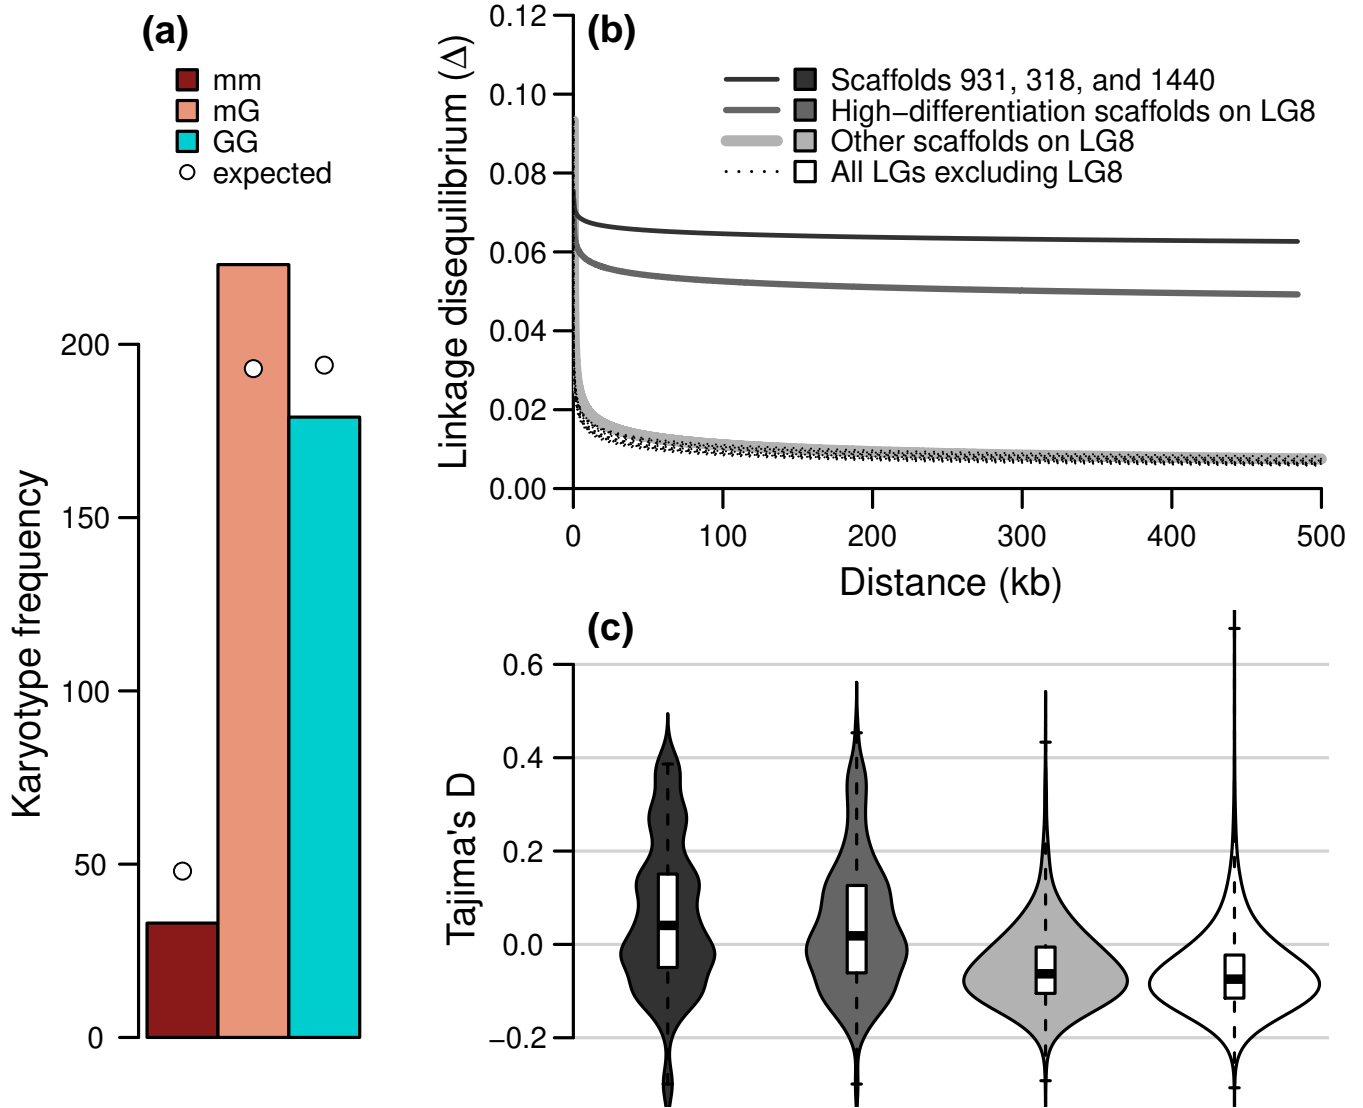 (a)
mm
mG
GG
expected
Karyotype frequency
200
150
100
50
0
(b)
Linkage disequilibrium (Δ)
0.12
0.10
0.08
0.06
0.04
0.02
0.00
Scaffolds 931, 318, and 1440
High−differentiation scaffolds on LG8
Other scaffolds on LG8
All LGs excluding LG8
0 100 200 300 400 500
Distance (kb)
(c)
Tajima's D
0.6
0.4
0.2
0.0
−0.2